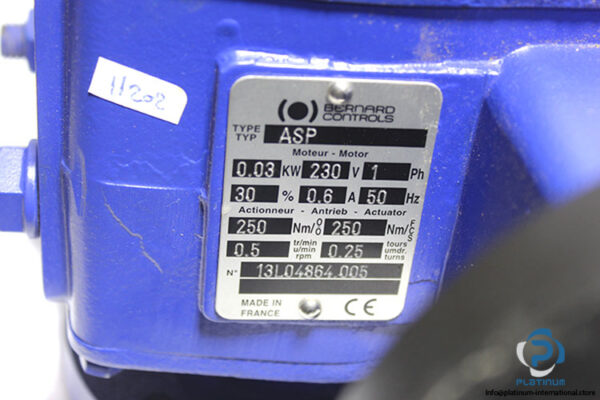 11202
BERNARD
CONTROLS
TYPE
TYP ASP
Moteur - Motor
0.03 KW 230 V 1 Ph
30 % 0.6 A 50 Hz
Actionneur - Antrieb - Actuator
250 Nm/ 250 Nm/
0.5 tr/min u/min rpm 0.25 tours umdr. turns
N° 13L04864.005
MADE IN
FRANCE CE
PLATINUM
info@platinum-international.store